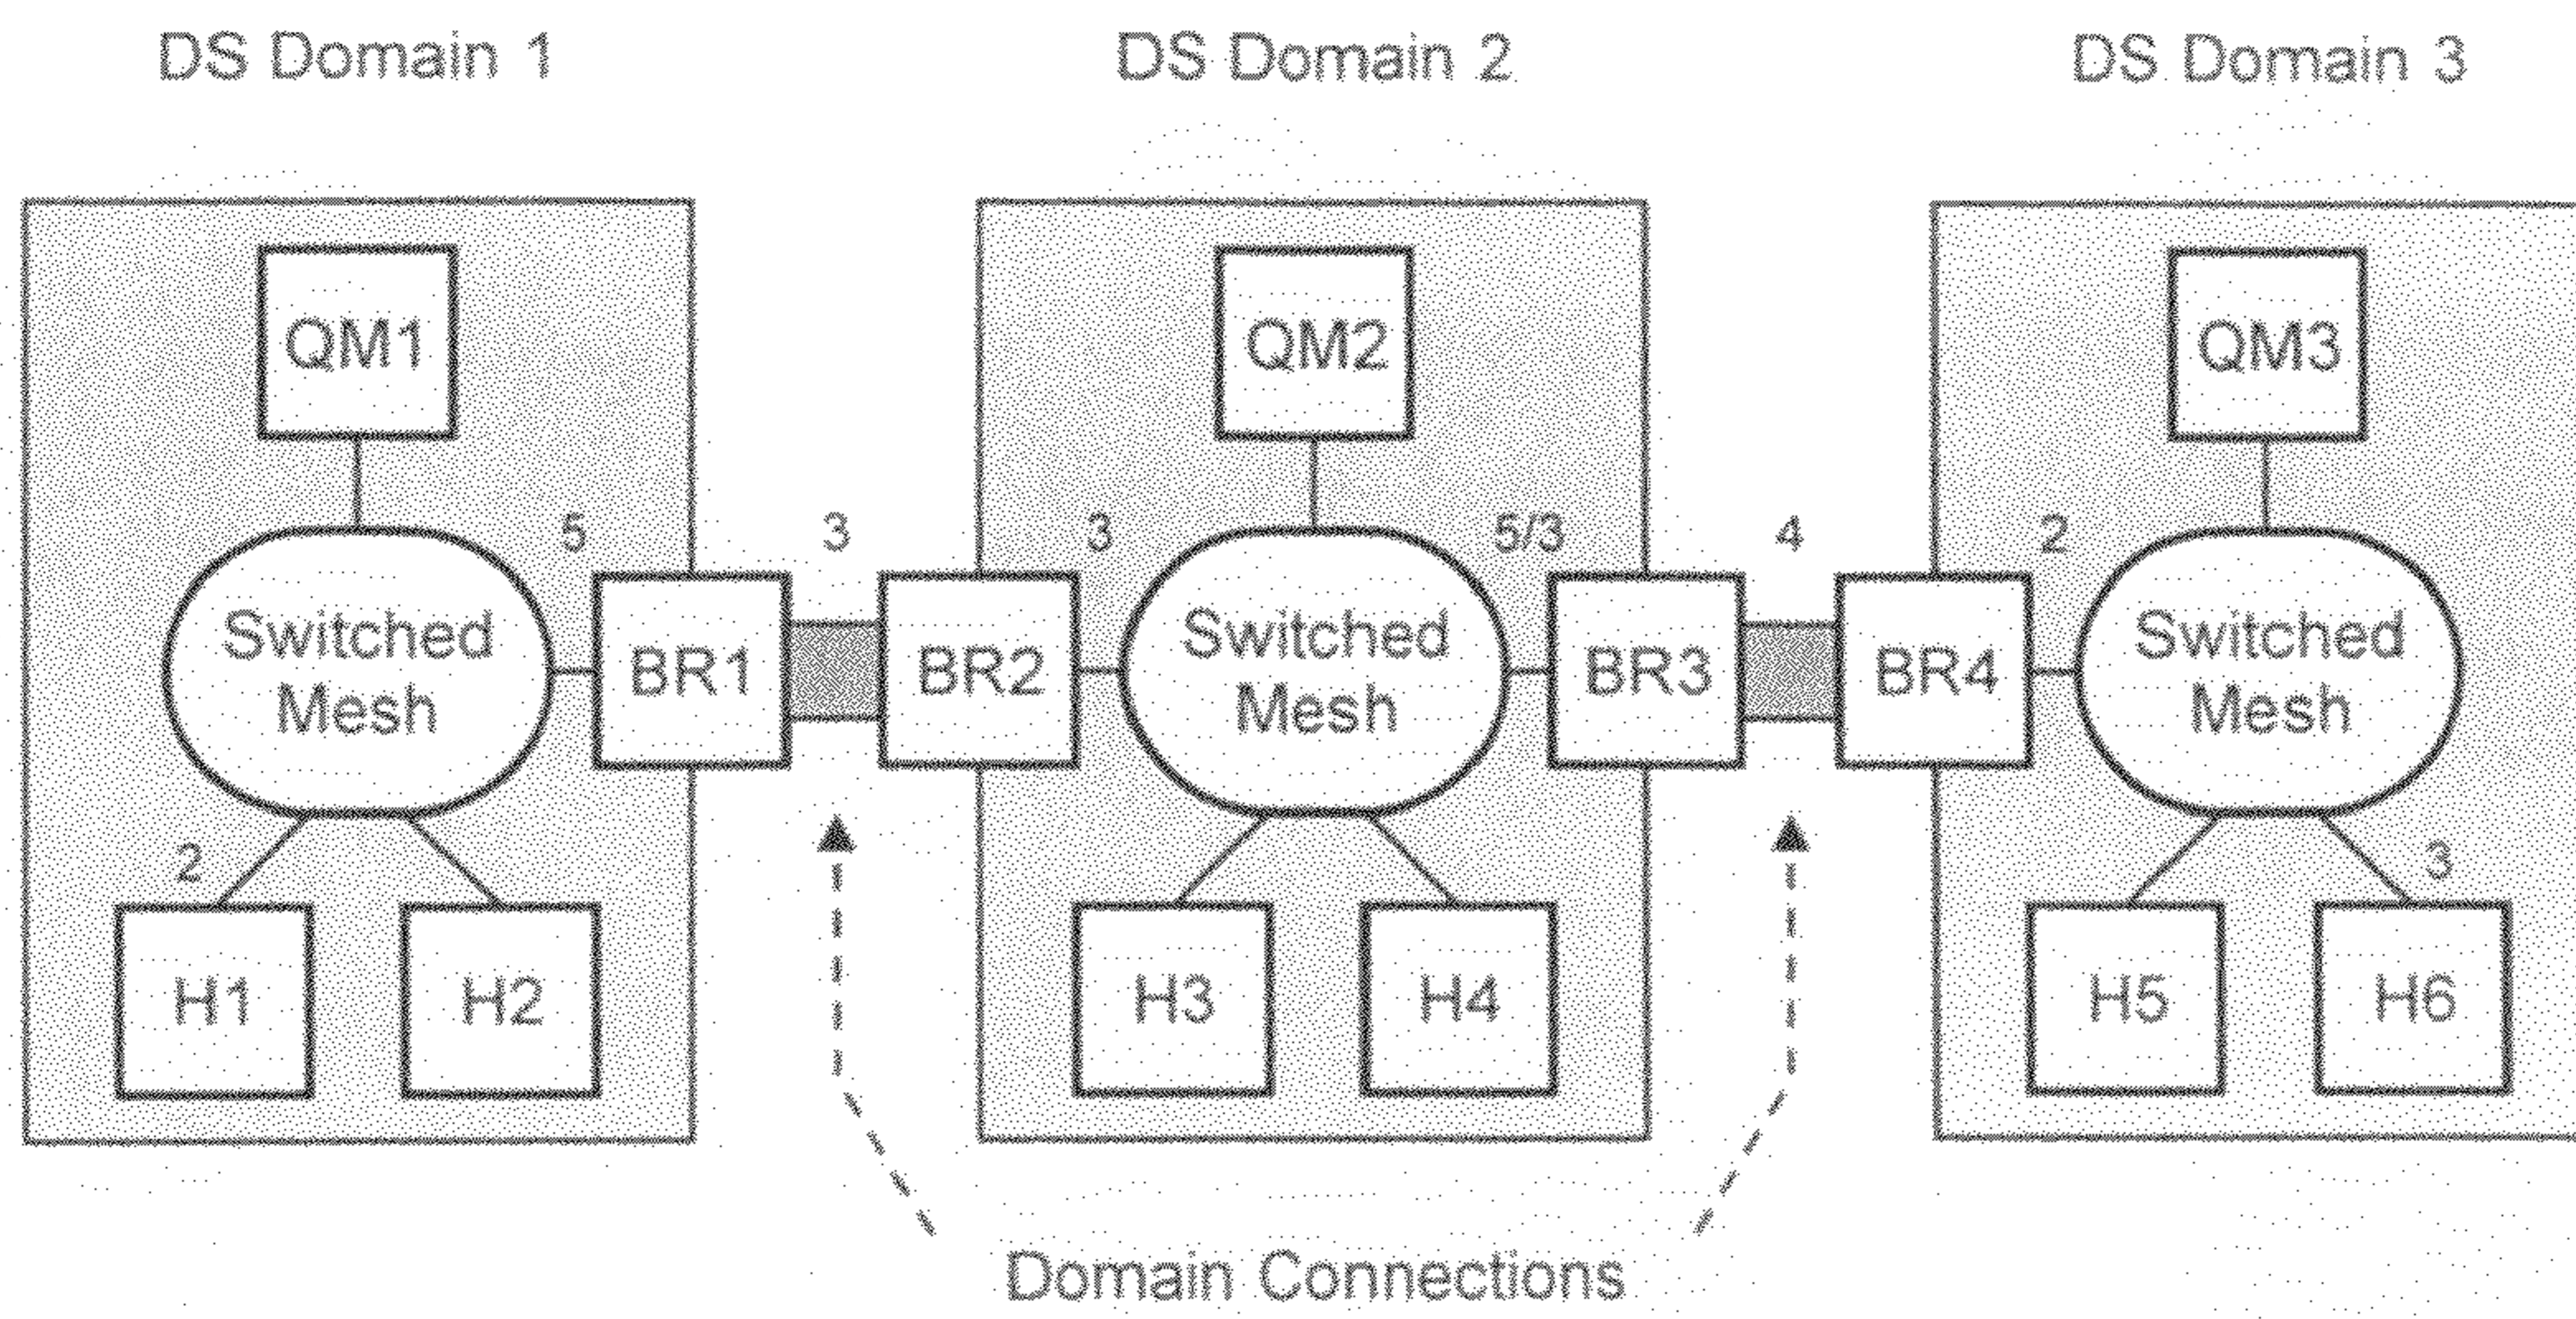 DS Domain 1
DS Domain 2
DS Domain 3
QM1
QM2
QM3
5
3
3
5/3
4
2
Switched
Mesh
BR1
BR2
Switched
Mesh
BR3
BR4
Switched
Mesh
2
3
H1
H2
H3
H4
H5
H6
Domain Connections